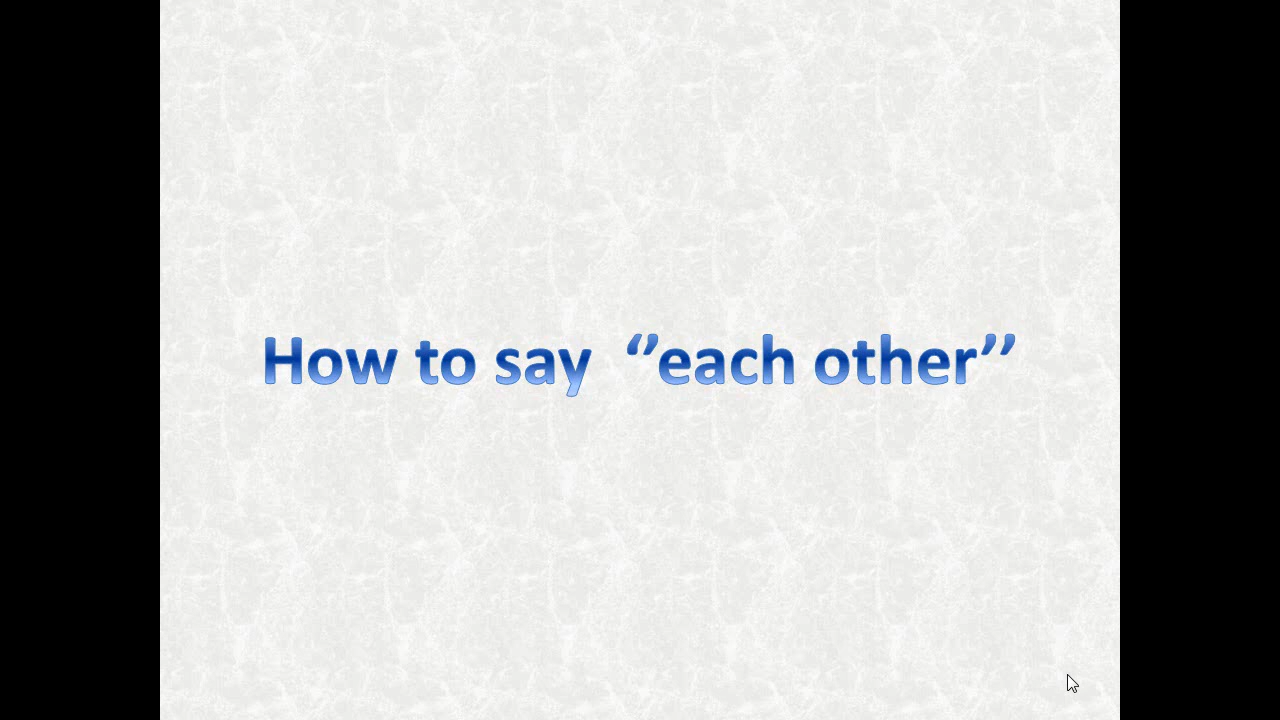 How to say  ‘’each other’’